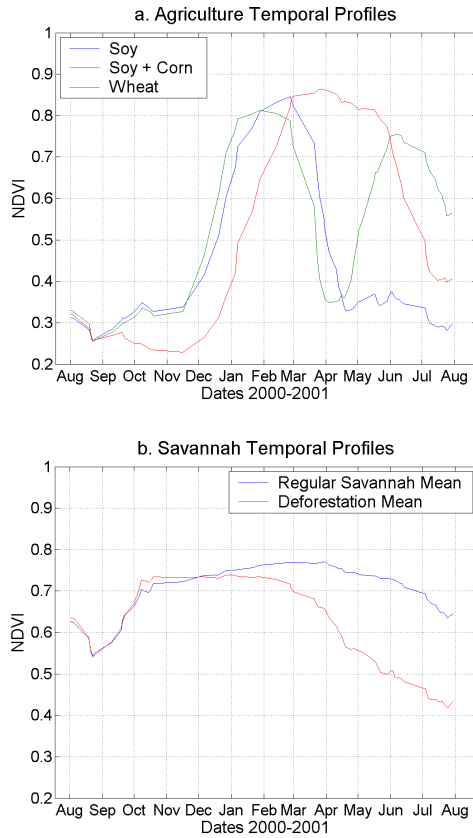 a. Agriculture Temporal Profiles
1
0.9
0.8
0.7
0.6
0.5
0.4
0.3
0.2
NDVI
Soy
Soy + Corn
Wheat
Aug Sep Oct Nov Dec Jan Feb Mar Apr May Jun Jul Aug
Dates 2000-2001
b. Savannah Temporal Profiles
1
0.9
0.8
0.7
0.6
0.5
0.4
0.3
0.2
NDVI
Regular Savannah Mean
Deforestation Mean
Aug Sep Oct Nov Dec Jan Feb Mar Apr May Jun Jul Aug
Dates 2000-2001